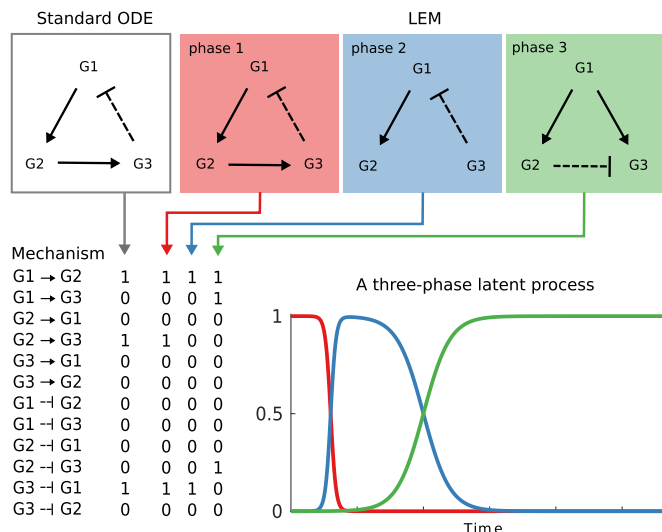 Standard ODE
LEM
G1
G2
G3
phase 1
G1
G2
G3
phase 2
G1
G2
G3
phase 3
G1
G2
G3
Mechanism
G1 → G2 1 1 1 1
G1 → G3 0 0 0 1
G2 → G1 0 0 0 0
G2 → G3 1 1 0 0
G3 → G1 0 0 0 0
G3 → G2 0 0 0 0
G1 --| G2 0 0 0 0
G1 --| G3 0 0 0 0
G2 --| G1 0 0 0 0
G2 --| G3 0 0 0 1
G3 --| G1 1 1 1 0
G3 --| G2 0 0 0 0
A three-phase latent process
1
0.5
0
Time